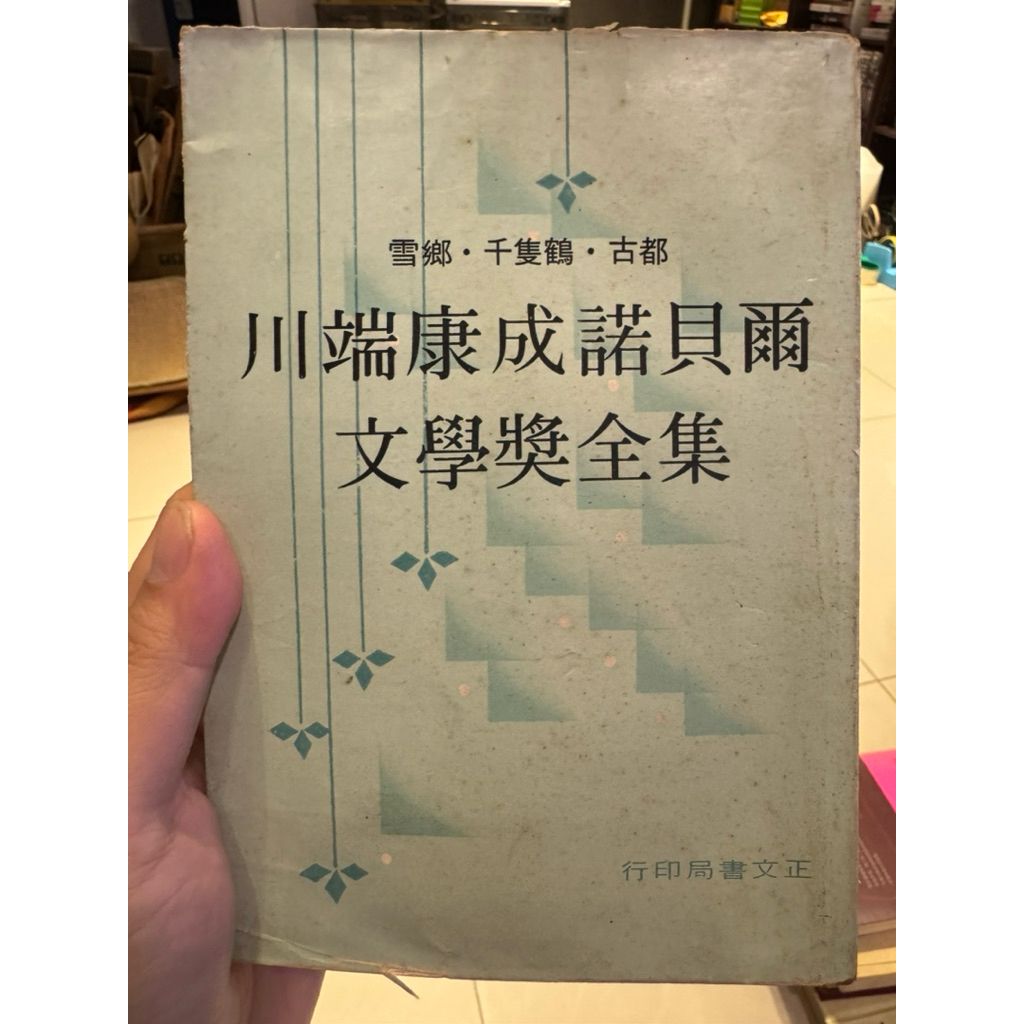 雪鄉・千隻鶴・古都
川端康成諾貝爾
文學獎全集
正文書局印行